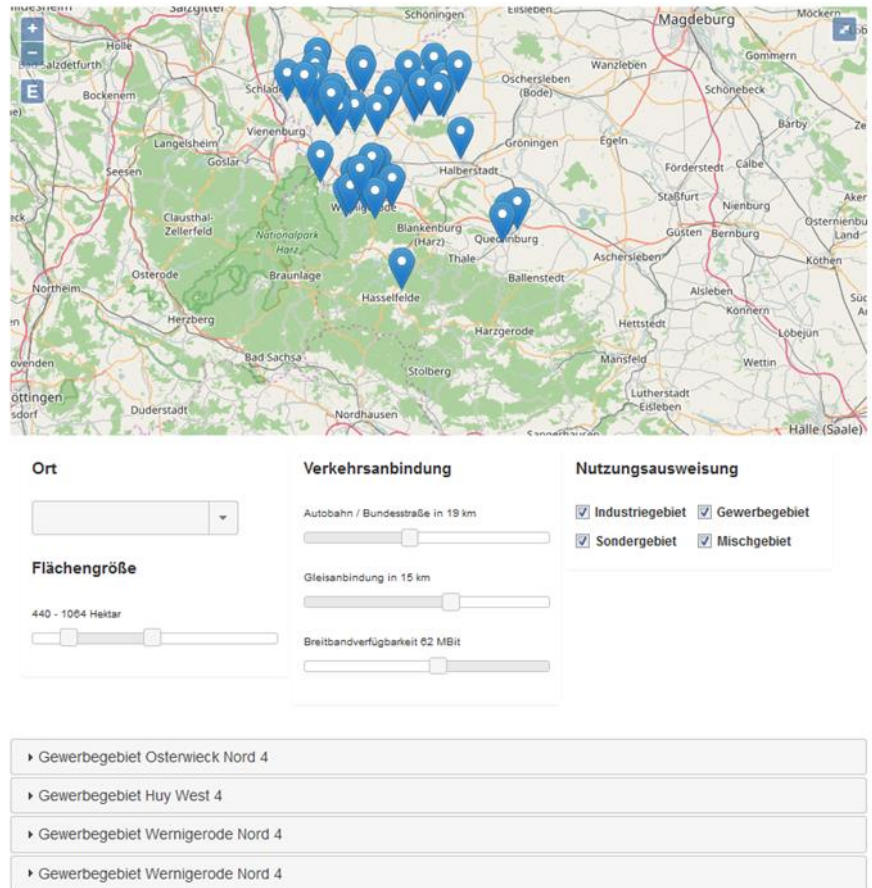 Salzgitter
Schöningen
Eilsleben
Magdeburg
Möckern
+
−
E
Holle
Bad Salzdetfurth
Bockenem
Schlade
Wanzleben
Gommern
Oschersleben
(Bode)
Schönebeck
Vienenburg
Langelsheim
Goslar
Seesen
Gröningen
Egeln
Barby
Halberstadt
Förderstedt
Calbe
Staßfurt
Nienburg
Clausthal-
Zellerfeld
Nationalpark
Harz
Wernigerode
Blankenburg
(Harz)
Quedlinburg
Thale
Güsten
Bernburg
Aschersleben
Köthen
Osterode
Braunlage
Ballenstedt
Northeim
Hasselfelde
Alsleben
Könnern
Herzberg
Harzgerode
Hettstedt
Löbejün
Bad Sachsa
Stolberg
Mansfeld
Wettin
Lutherstadt
Eisleben
Duderstadt
Nordhausen
Sangerhausen
Halle (Saale)
Ort
Flächengröße
440 - 1064 Hektar
Verkehrsanbindung
Autobahn / Bundesstraße in 19 km
Gleisanbindung in 15 km
Breitbandverfügbarkeit 62 MBit
Nutzungsausweisung
Industriegebiet Gewerbegebiet
Sondergebiet Mischgebiet
Gewerbegebiet Osterwieck Nord 4
Gewerbegebiet Huy West 4
Gewerbegebiet Wernigerode Nord 4
Gewerbegebiet Wernigerode Nord 4